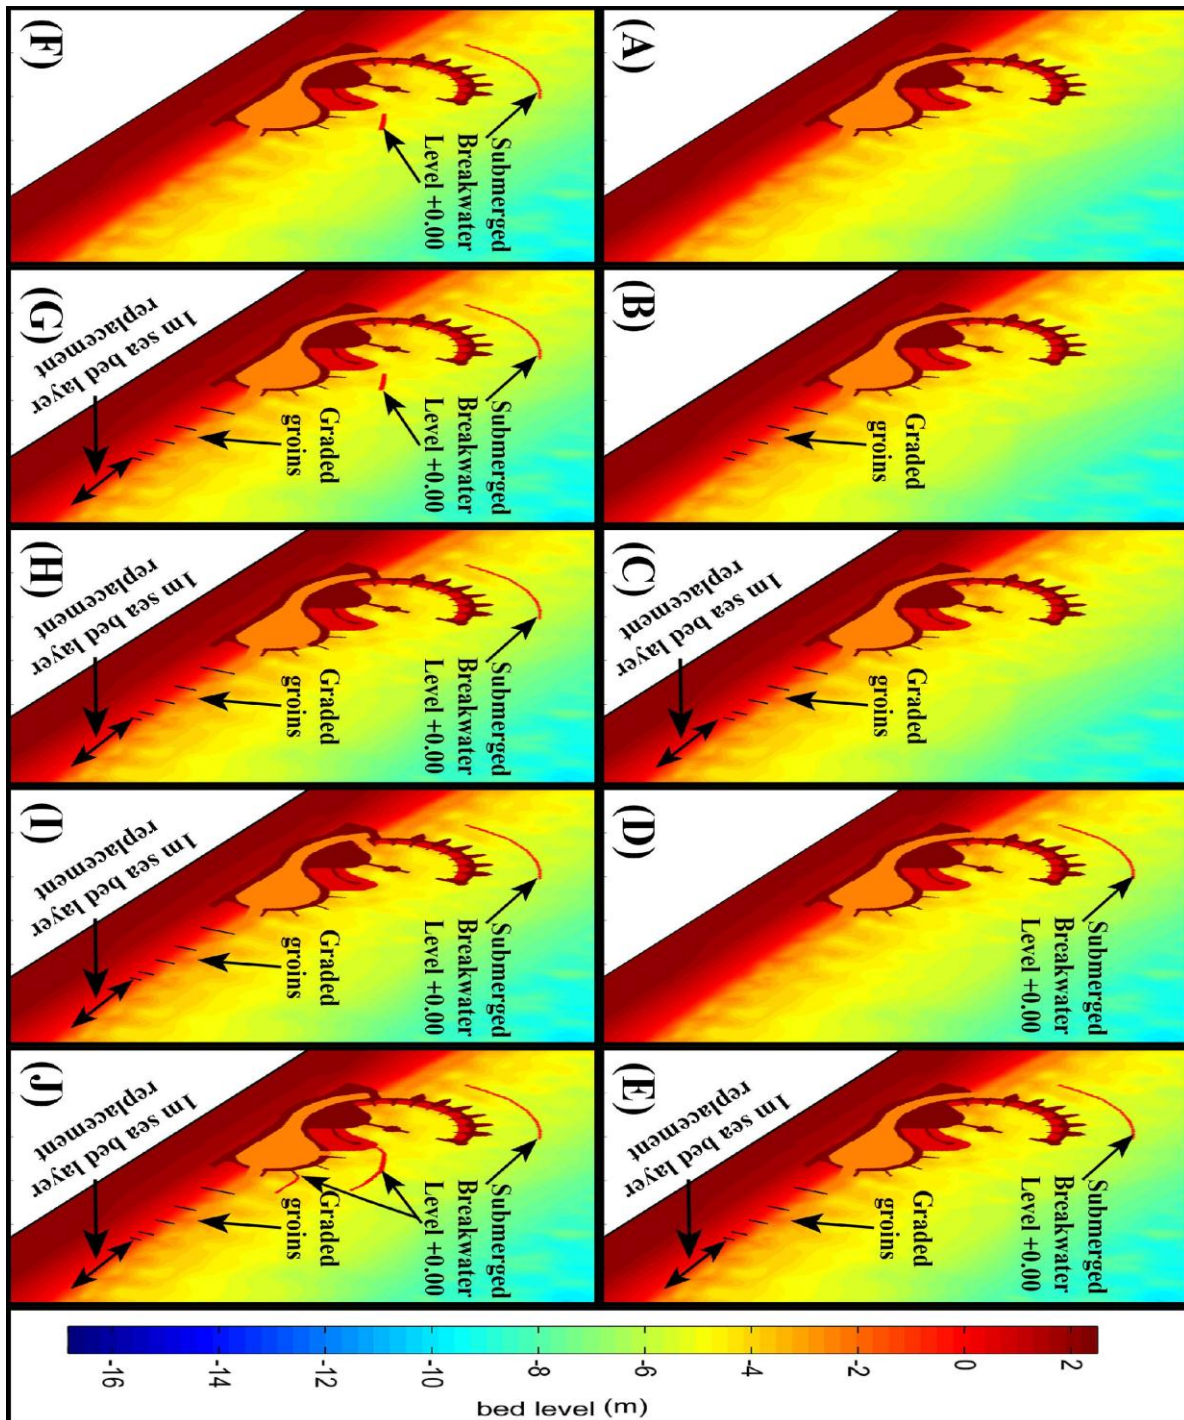 (A)
(B)
Graded
groins
(C)
1m sea bed layer
replacement
Graded
groins
(D)
Submerged
Breakwater
Level +0.00
(E)
1m sea bed layer
replacement
Graded
groins
Submerged
Breakwater
Level +0.00
(F)
Submerged
Breakwater
Level +0.00
(G)
1m sea bed layer
replacement
Graded
groins
Submerged
Breakwater
Level +0.00
(H)
1m sea bed layer
replacement
Graded
groins
Submerged
Breakwater
Level +0.00
(I)
1m sea bed layer
replacement
Graded
groins
Submerged
Breakwater
Level +0.00
(J)
1m sea bed layer
replacement
Graded
groins
Submerged
Breakwater
Level +0.00
-16
-14
-12
-10
-8
-6
-4
-2
0
2
bed level (m)